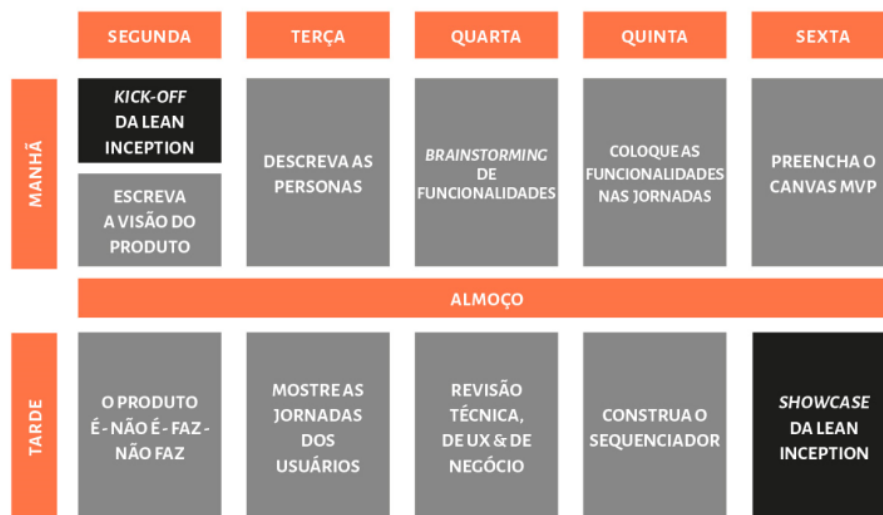 SEGUNDA
TERÇA
QUARTA
QUINTA
SEXTA
MANHÃ
KICK-OFF
DA LEAN
INCEPTION
ESCREVA
A VISÃO DO
PRODUTO
DESCREVA AS
PERSONAS
BRAINSTORMING
DE
FUNCIONALIDADES
COLOQUE AS
FUNCIONALIDADES
NAS JORNADAS
PREENCHA O
CANVAS MVP
ALMOÇO
TARDE
O PRODUTO
É - NÃO É - FAZ -
NÃO FAZ
MOSTRE AS
JORNADAS
DOS
USUÁRIOS
REVISÃO
TÉCNICA,
DE UX & DE
NEGÓCIO
CONSTRUA O
SEQUENCIADOR
SHOWCASE
DA LEAN
INCEPTION